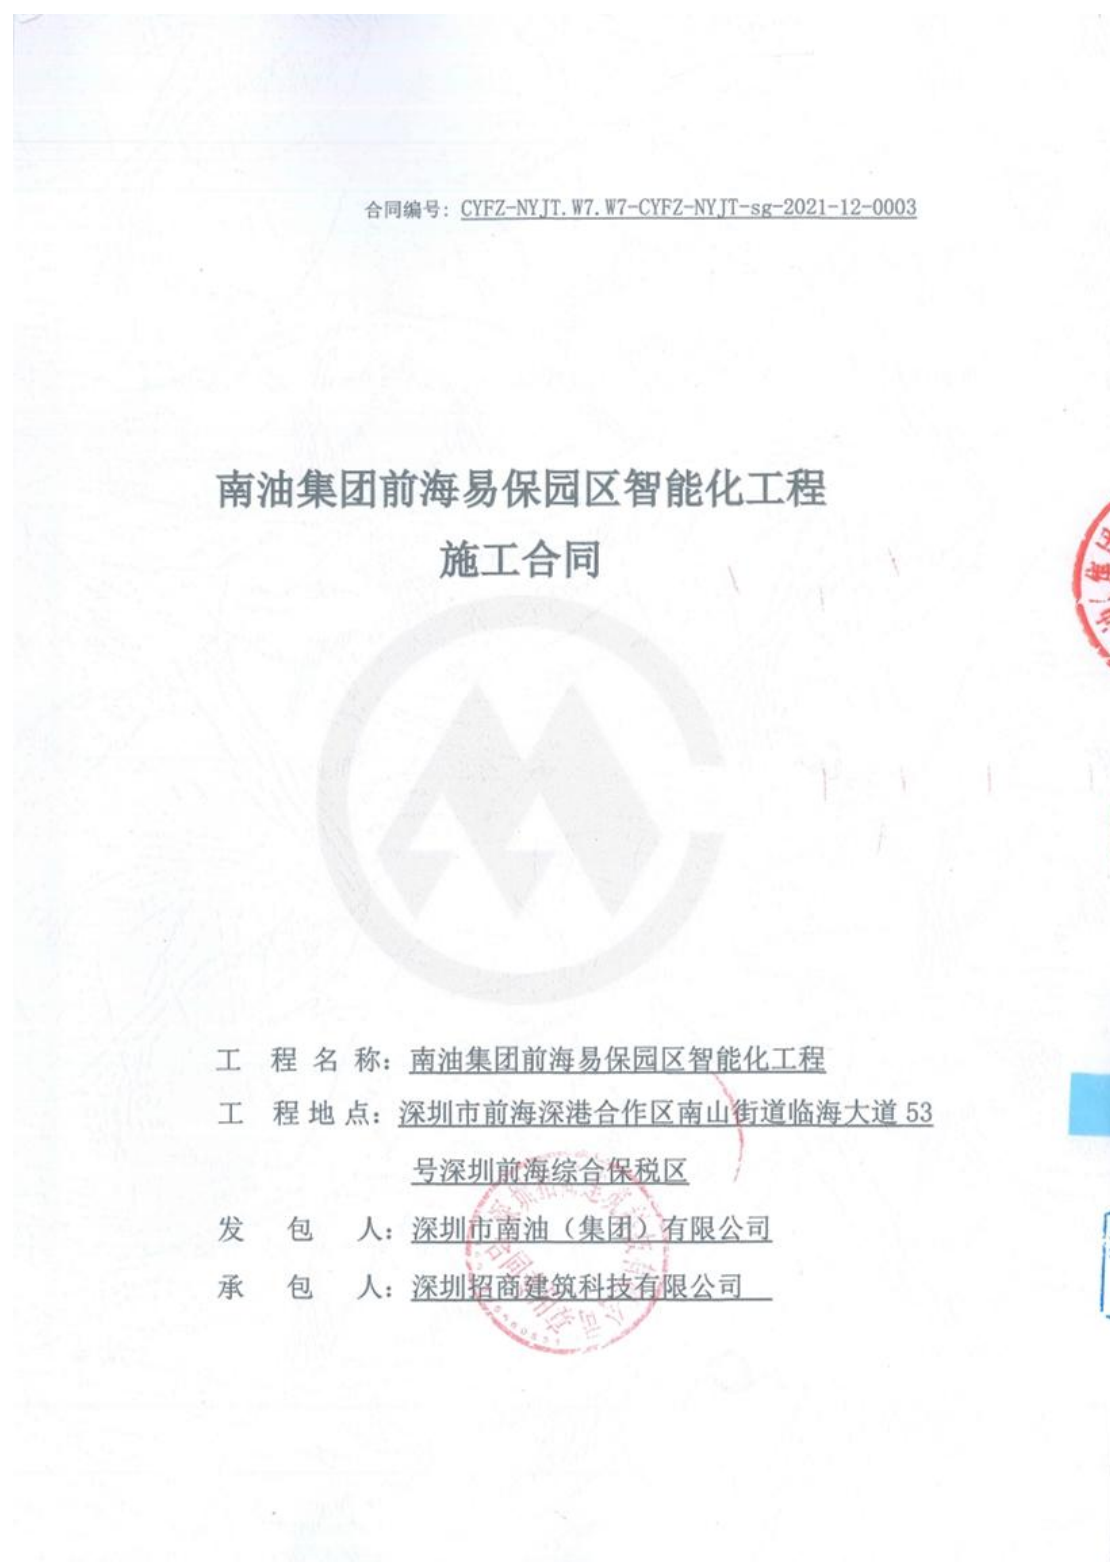 合同编号: CYFZ-NYJT.W7.W7-CYFZ-NYJT-sg-2021-12-0003
南油集团前海易保园区智能化工程
施工合同
工 程 名 称: 南油集团前海易保园区智能化工程
工 程 地 点: 深圳市前海深港合作区南山街道临海大道 53
号深圳前海综合保税区
发 包 人: 深圳市南油（集团）有限公司
承 包 人: 深圳招商建筑科技有限公司